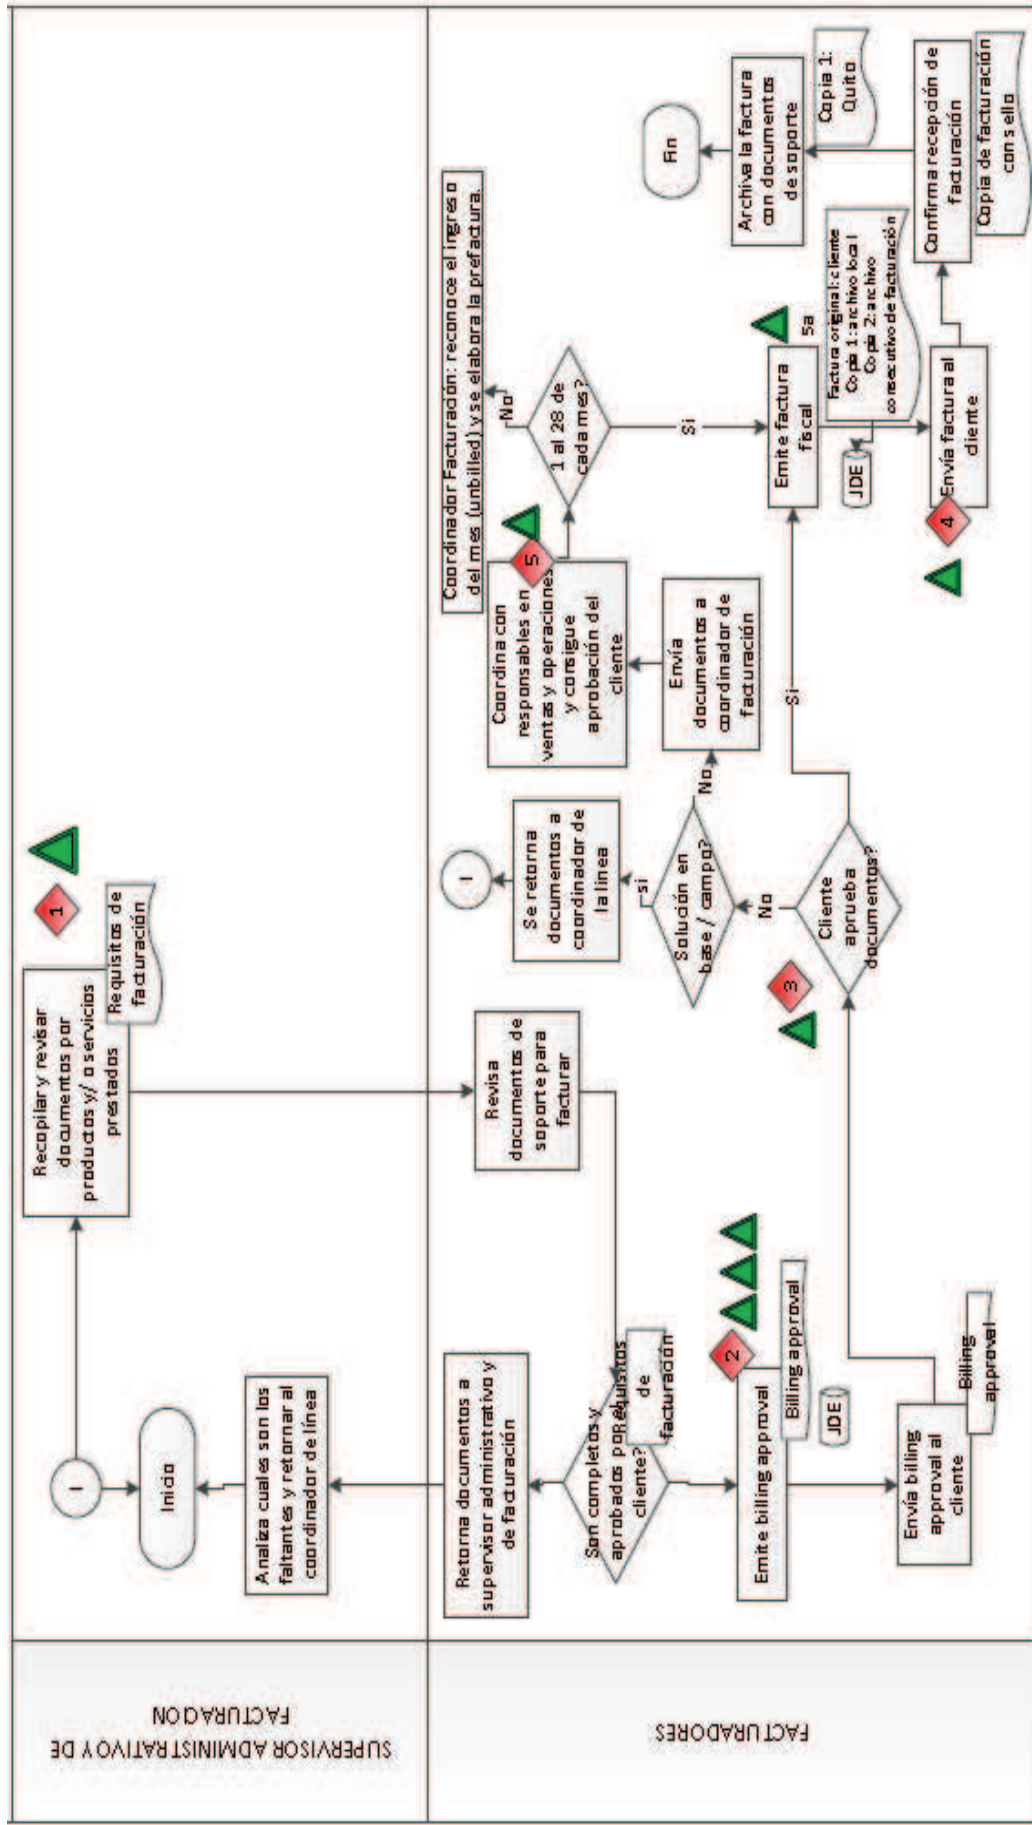 SUPERVISOR ADMINISTRATIVO Y DE
FACTURACION
1
Inicio
Analiza cuales son los
faltantes y retornar al
coordinador de línea
Recopilar y revisar
documentos por
productos y/ o servicios
prestados
Requisitos de
facturación
1
FACTURADORES
Retorna documentos a
supervisor administrativo y
de facturación
Son completos y
aprobados por el
cliente?
Requisitos
de
facturación
Emite billing approval
2
Billing approval
JDE
Envía billing
approval al
cliente
Billing
approval
Revisa
documentos de
soporte para
facturar
3
Cliente
aprueba
documentos?
No
Si
Solución en
base / campo?
si
No
Se retorna
documentos a
coordinador de
la línea
1
Envía
documentos a
coordinador de
facturación
Coordina con
responsables en
ventas y operaciones
y consigue
aprobación del
cliente
5
1 al 28 de
cada mes?
No
Si
Coordinador Facturación: reconoce el ingreso
del mes (unbilled) y se elabora la prefactura.
Emite factura
fiscal
5a
JDE
Factura original: cliente
Copia 1: archivo local
Copia 2: archivo
consecutivo de facturación
Envía factura al
cliente
4
Confirma recepción de
facturación
Copia de facturación
con sello
Archiva la factura
con documentos
de soporte
Copia 1:
Quito
Fin